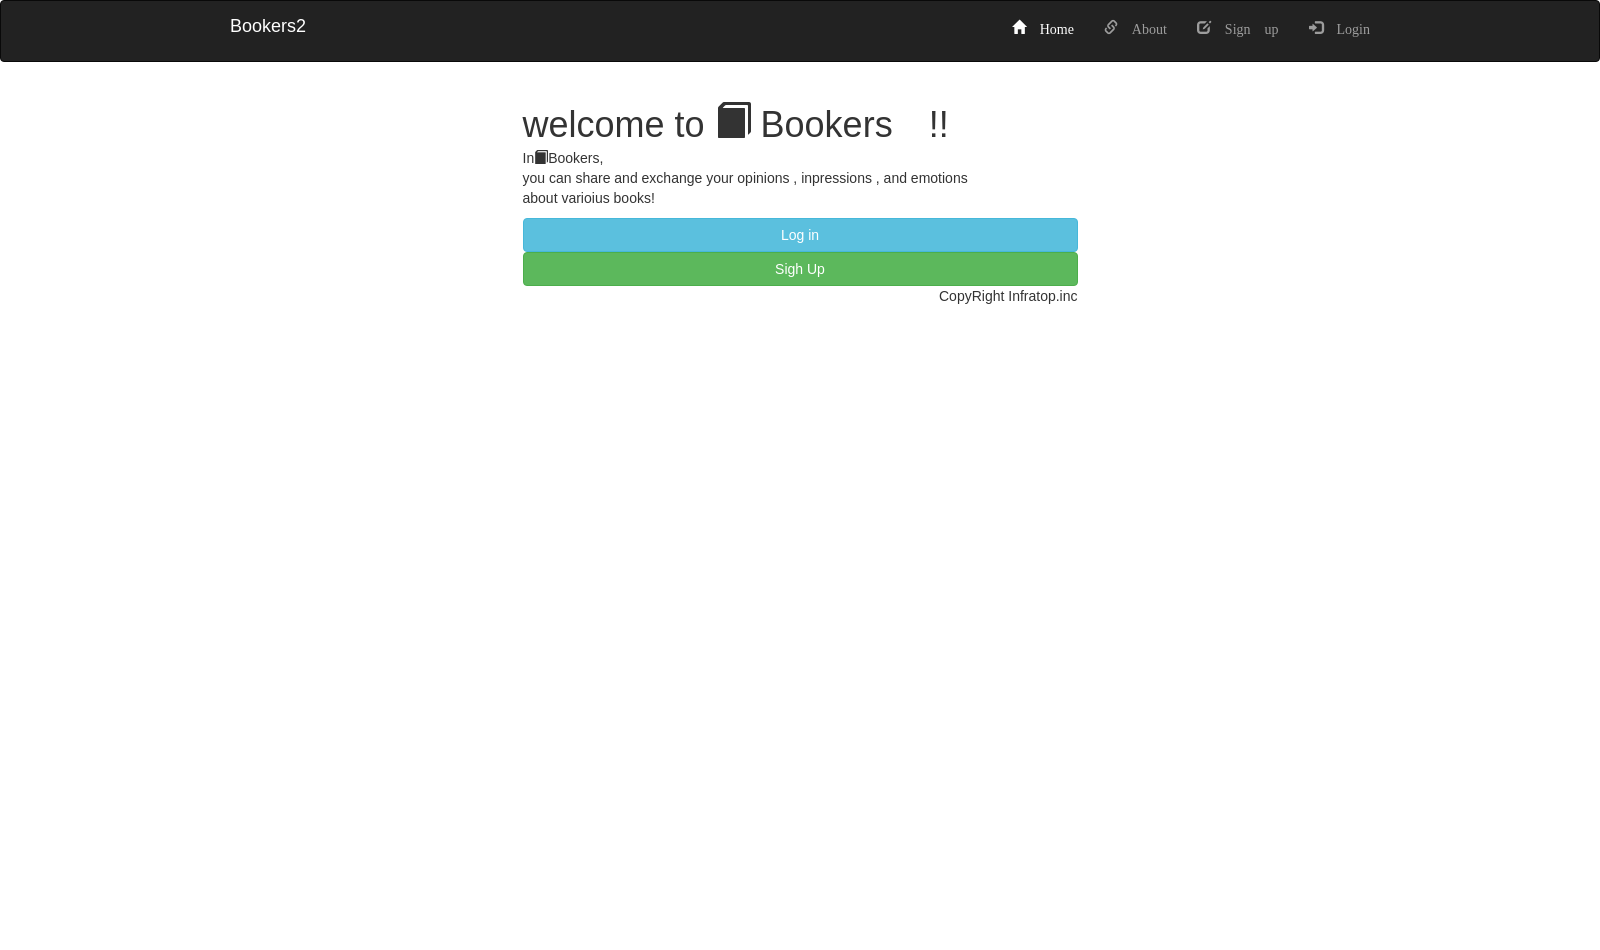 Bookers2 Home About Sign up Login
welcome to Bookers !!
In Bookers,
you can share and exchange your opinions , inpressions , and emotions
about varioius books!
Log in
Sigh Up
CopyRight Infratop.inc